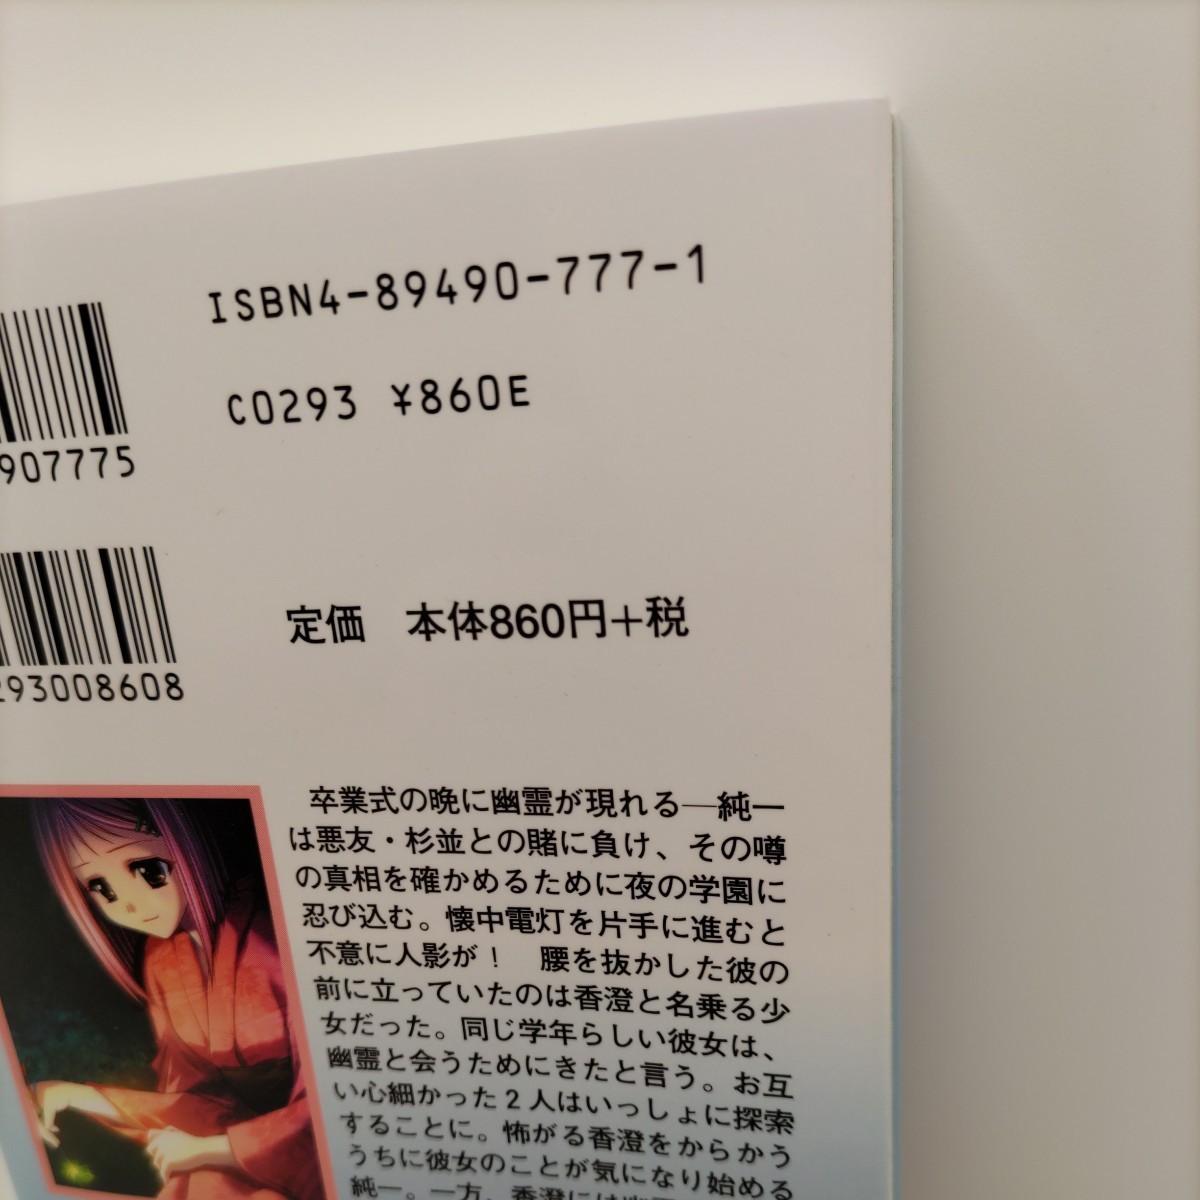 ISBN4-89490-777-1
C0293 ¥860E
907775
定価 本体860円+税
293008608
卒業式の晩に幽霊が現れる―純一
は悪友・杉並との賭に負け、その噂
の真相を確かめるために夜の学園に
忍び込む。懐中電灯を片手に進むと
不意に人影が! 腰を抜かした彼の
前に立っていたのは香澄と名乗る少
女だった。同じ学年らしい彼女は、
幽霊と会うためにきたと言う。お互
い心細かった2人はいっしょに探索
することに。怖がる香澄をからかう
うちに彼女のことが気になり始める
純一。一方、香澄には幽